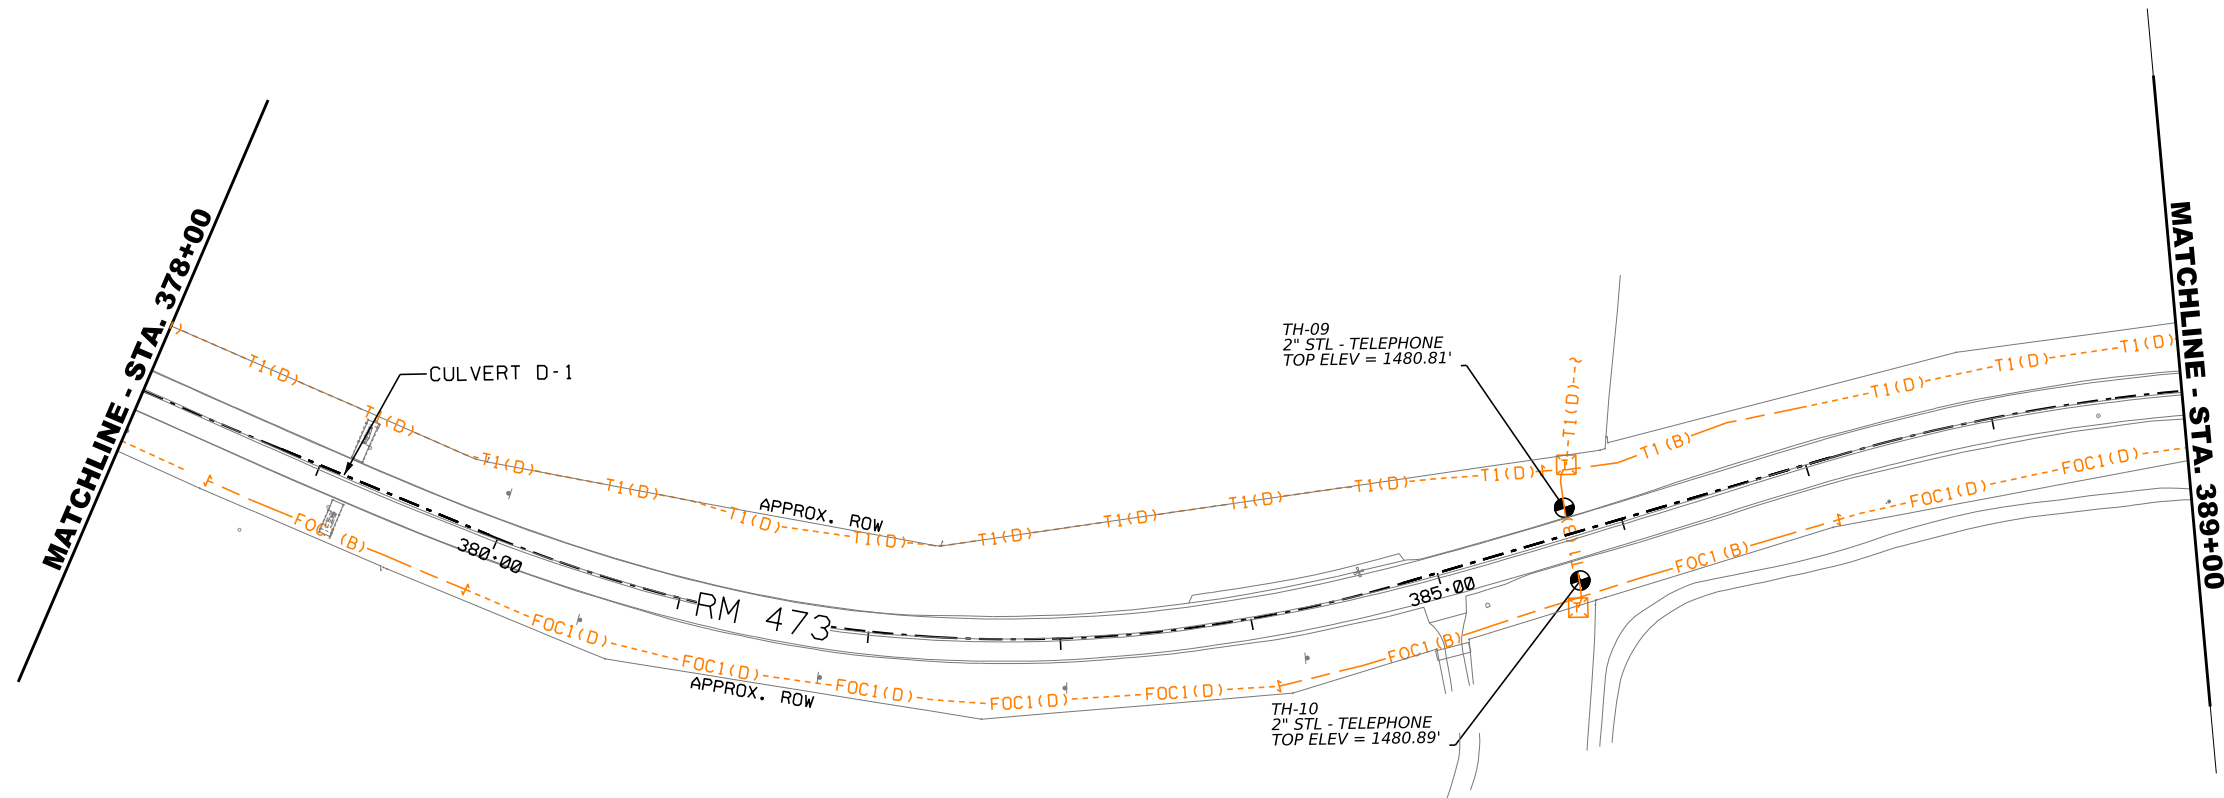 MATCHLINE - STA. 378+00
T1(D)
T1(D)
CULVERT D-1
T1(D)
T1(D)
T1(D)
APPROX. ROW
T1(D)
T1(D)
T1(D)
T1(D)
T1(D)
T1(D)
TH-09
2" STL - TELEPHONE
TOP ELEV = 1480.81'
T1(D)
T1(B)
T1(D)
T1(D)
T1(D)
MATCHLINE - STA. 389+00
FOC (B)
380+00
RM 473
385+00
FOC1(D)
FOC1(D)
APPROX. ROW
FOC1(D)
FOC1(D)
FOC1(D)
FOC1(B)
FOC1(B)
FOC1(D)
FOC1(D)
TH-10
2" STL - TELEPHONE
TOP ELEV = 1480.89'